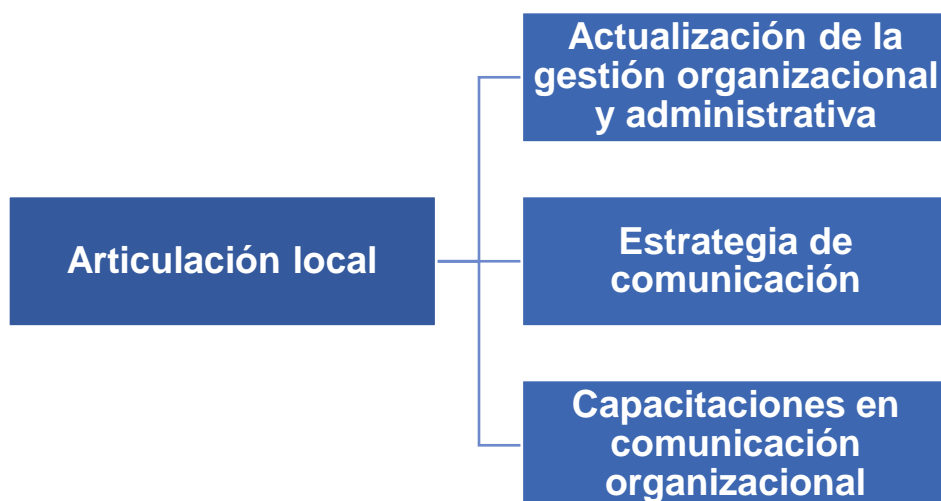 Actualización de la
gestión organizacional
y administrativa
Articulación local
Estrategia de
comunicación
Capacitaciones en
comunicación
organizacional